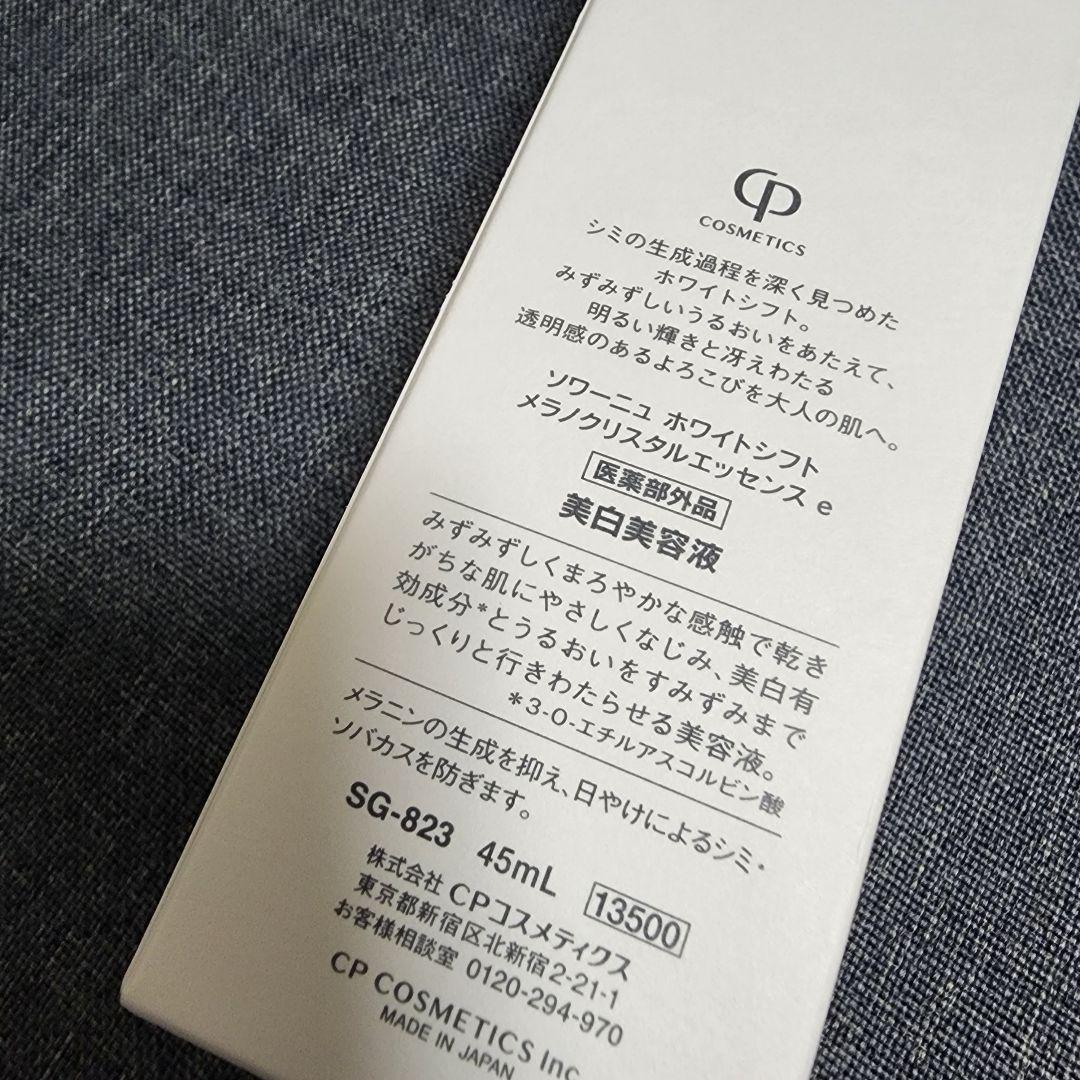 CP
COSMETICS
シミの生成過程を深く見つめた
ホワイトシフト。
みずみずしいうるおいをあたえて、
明るい輝きと冴えわたる
透明感のあるよろこびを大人の肌へ。
ソワーニュ ホワイトシフト
メラノクリスタルエッセンス e
医薬部外品
美白美容液
みずみずしくまろやかな感触で乾き
がちな肌にやさしくなじみ、美白有
効成分*とうるおいをすみずみまで
じっくりと行きわたらせる美容液。
*3-O-エチルアスコルビン酸
メラニンの生成を抑え、日やけによるシミ・
ソバカスを防ぎます。
SG-823 45mL 13500
株式会社 CPコスメティクス
東京都新宿区北新宿2-21-1
お客様相談室 0120-294-970
CP COSMETICS Inc
MADE IN JAPAN